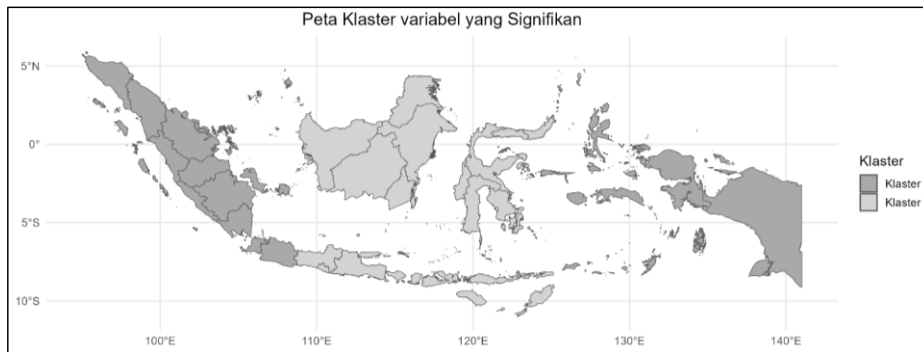 Peta Klaster variabel yang Signifikan
5°N
0°
5°S
10°S
100°E
110°E
120°E
130°E
140°E
Klaster
Klaster
Klaster